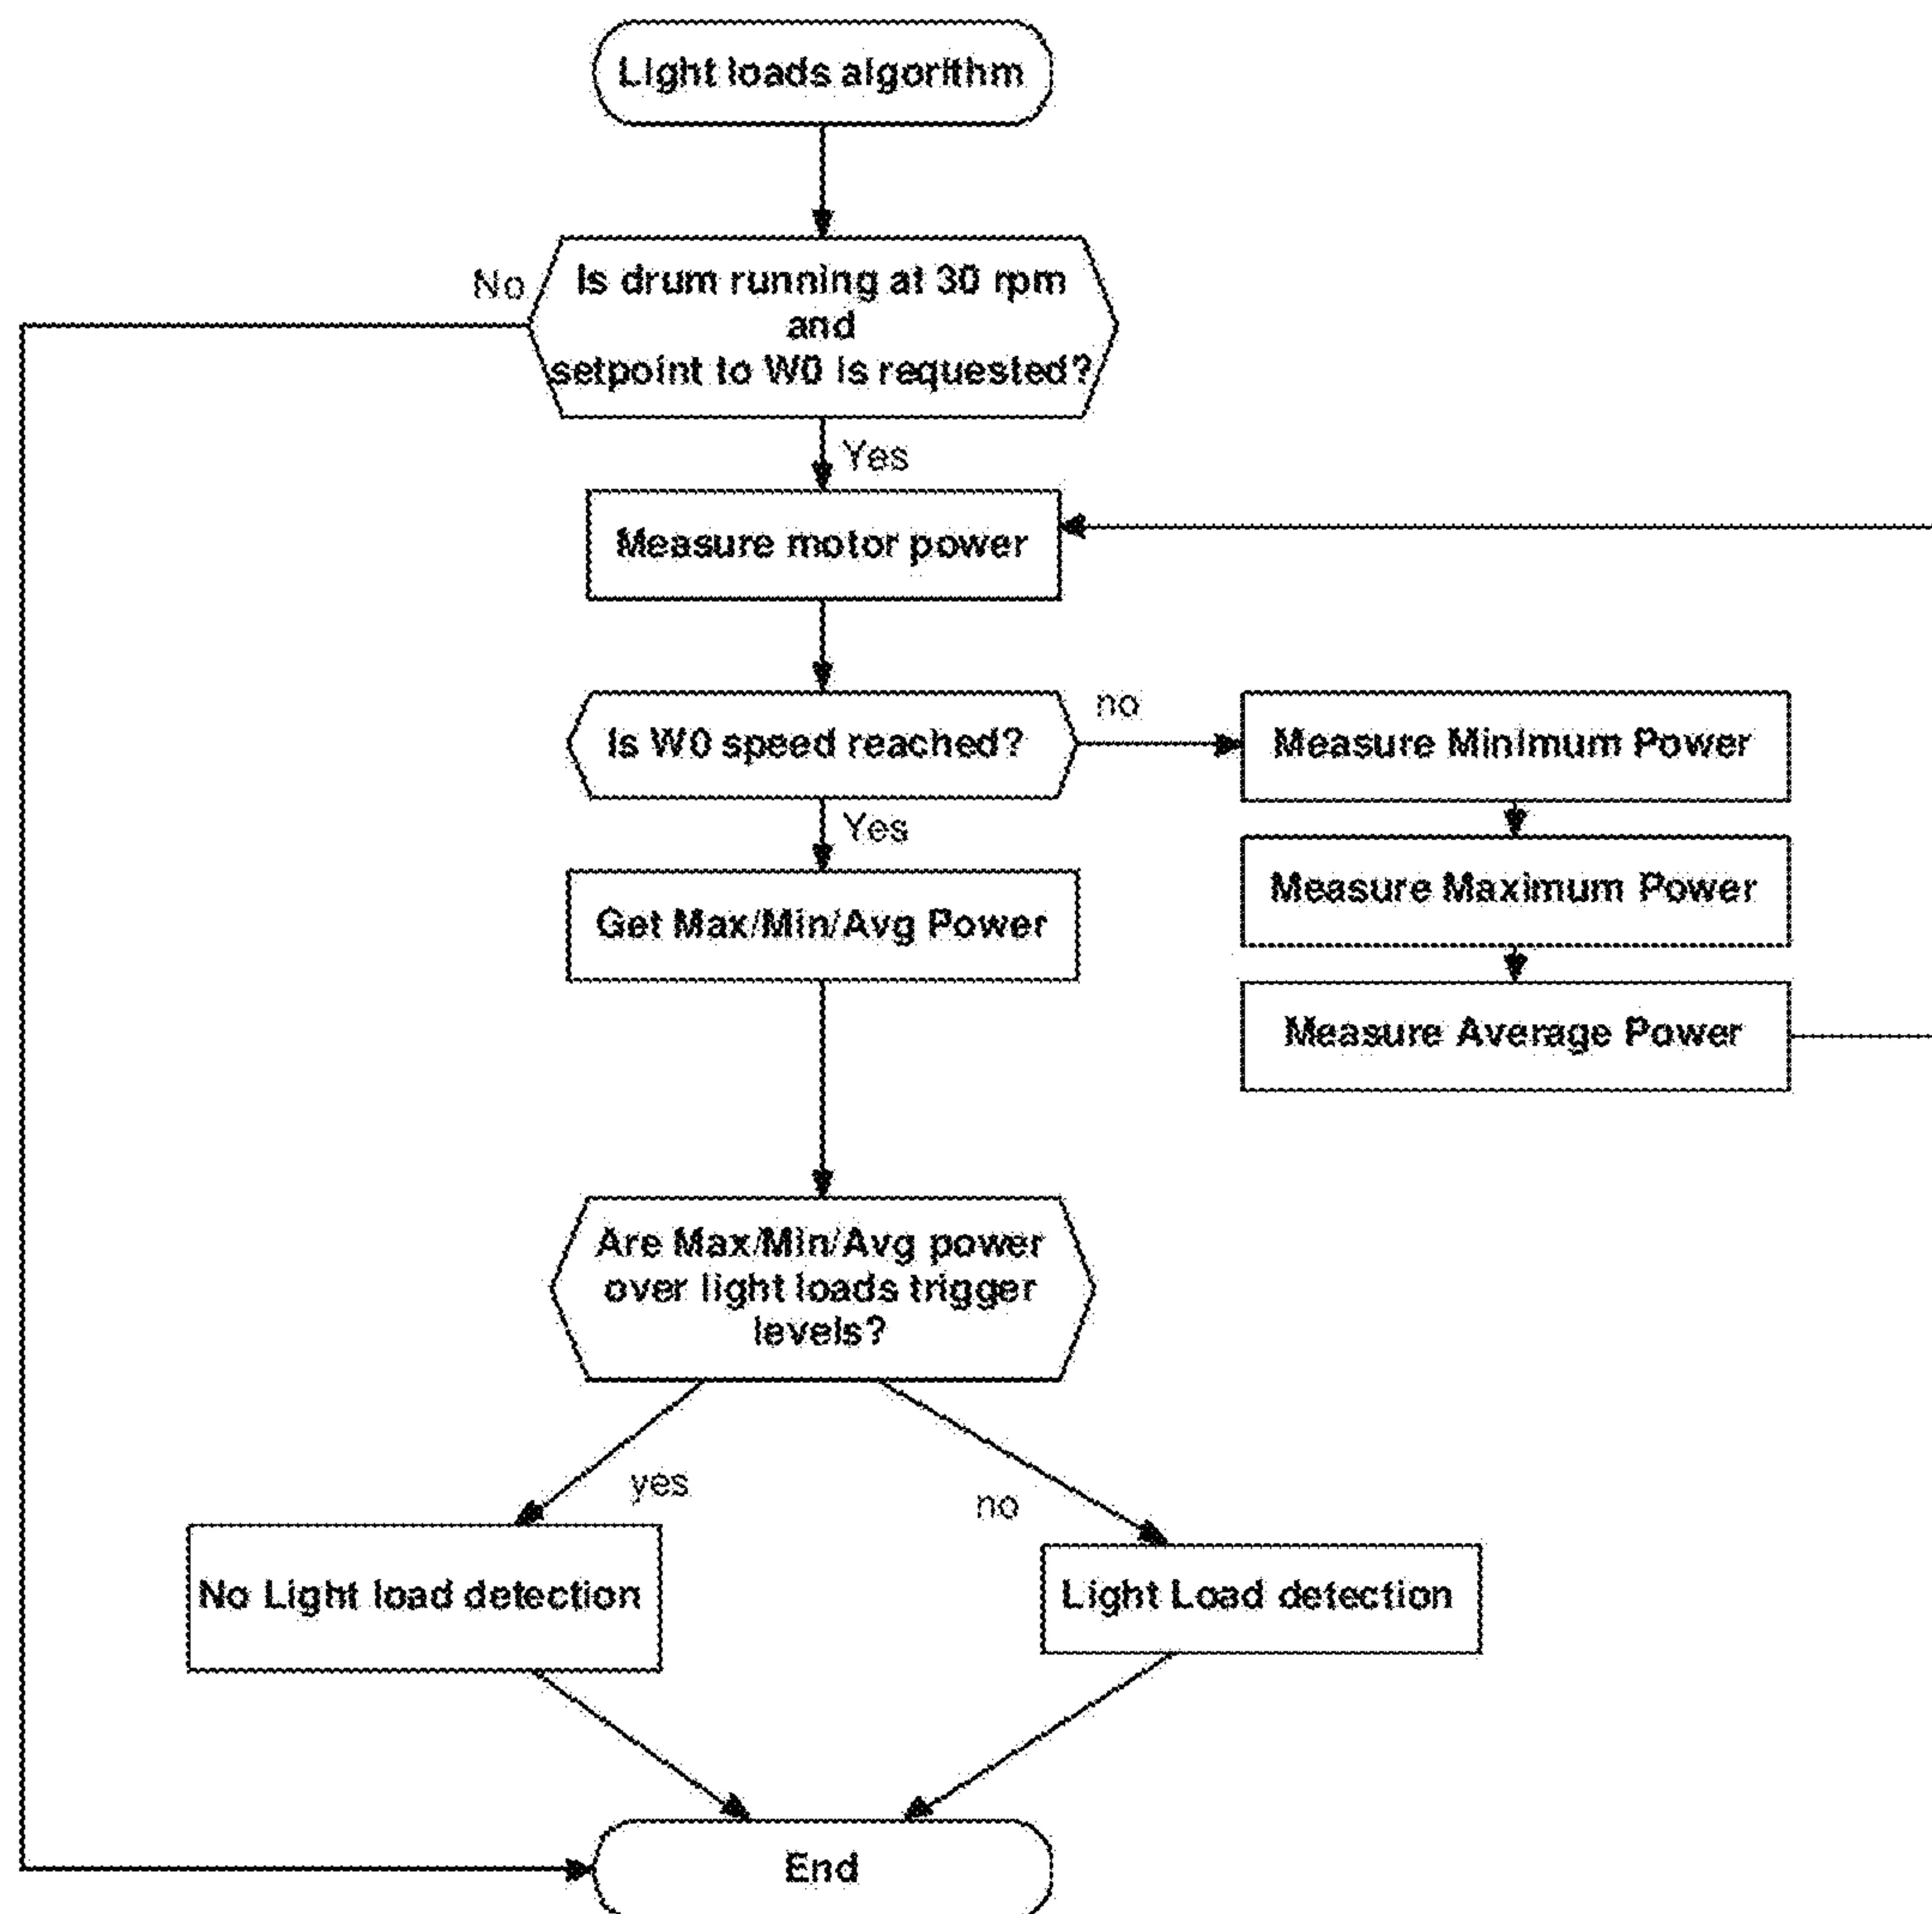 Light loads algorithm
No
Is drum running at 30 rpm
and
setpoint to W0 is requested?
Yes
Measure motor power
Is W0 speed reached?
no
Measure Minimum Power
Yes
Measure Maximum Power
Get Max/Min/Avg Power
Measure Average Power
Are Max/Min/Avg power
over light loads trigger
levels?
yes
no
No Light load detection
Light Load detection
End